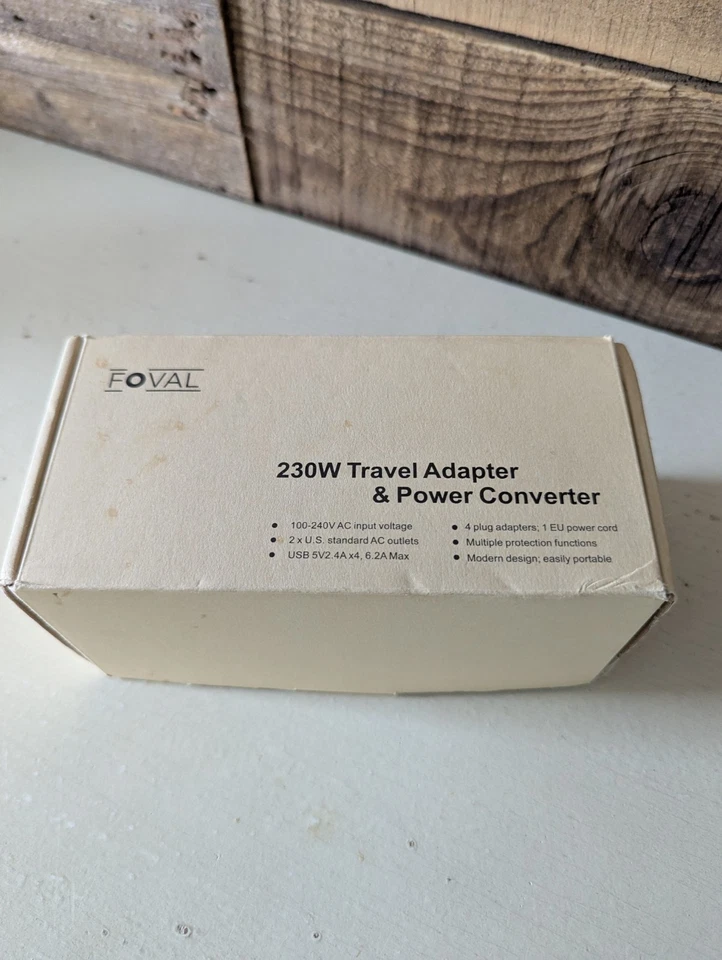 FOVAL
230W Travel Adapter
& Power Converter
• 100-240V AC input voltage
• 2 x U.S. standard AC outlets
• USB 5V2.4A x4, 6.2A Max
• 4 plug adapters; 1 EU power cord
• Multiple protection functions
• Modern design; easily portable